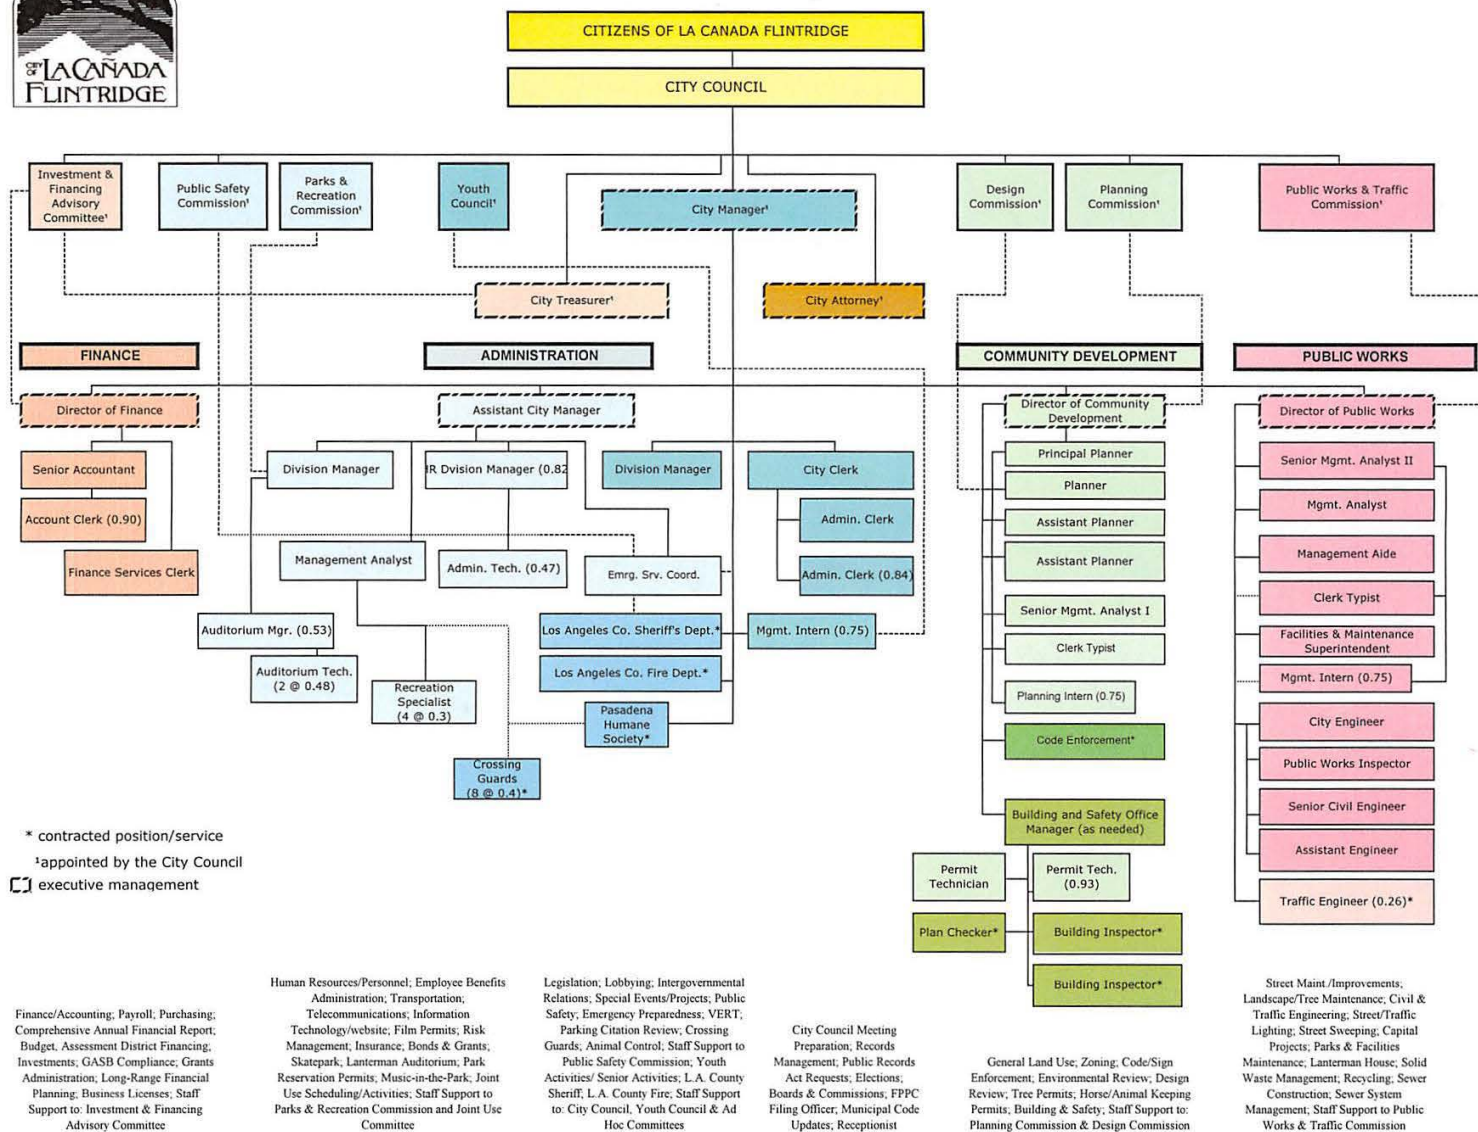 CITY OF LA CAÑADA
FLINTRIDGE
CITIZENS OF LA CANADA FLINTRIDGE
CITY COUNCIL
Investment &
Financing
Advisory
Committee¹
Public Safety
Commission¹
Parks &
Recreation
Commission¹
Youth
Council¹
City Manager¹
Design
Commission¹
Planning
Commission¹
Public Works & Traffic
Commission¹
City Treasurer¹
City Attorney¹
FINANCE
ADMINISTRATION
COMMUNITY DEVELOPMENT
PUBLIC WORKS
Director of Finance
Assistant City Manager
Director of Community
Development
Director of Public Works
Senior Accountant
Account Clerk (0.90)
Finance Services Clerk
Division Manager
HR Dvision Manager (0.82
Division Manager
City Clerk
Admin. Clerk
Admin. Clerk (0.84)
Management Analyst
Admin. Tech. (0.47)
Emrg. Srv. Coord.
Auditorium Mgr. (0.53)
Auditorium Tech.
(2 @ 0.48)
Recreation
Specialist
(4 @ 0.3)
Los Angeles Co. Sheriff's Dept.*
Mgmt. Intern (0.75)
Los Angeles Co. Fire Dept.*
Pasadena
Humane
Society*
Crossing
Guards
(8 @ 0.4)*
Principal Planner
Planner
Assistant Planner
Assistant Planner
Senior Mgmt. Analyst I
Clerk Typist
Planning Intern (0.75)
Code Enforcement*
Building and Safety Office
Manager (as needed)
Permit
Technician
Permit Tech.
(0.93)
Plan Checker*
Building Inspector*
Building Inspector*
Senior Mgmt. Analyst II
Mgmt. Analyst
Management Aide
Clerk Typist
Facilities & Maintenance
Superintendent
Mgmt. Intern (0.75)
City Engineer
Public Works Inspector
Senior Civil Engineer
Assistant Engineer
Traffic Engineer (0.26)*
* contracted position/service
¹appointed by the City Council
executive management
Finance/Accounting; Payroll; Purchasing;
Comprehensive Annual Financial Report;
Budget, Assessment District Financing,
Investments; GASB Compliance; Grants
Administration; Long-Range Financial
Planning; Business Licenses; Staff
Support to: Investment & Financing
Advisory Committee
Human Resources/Personnel; Employee Benefits
Administration; Transportation;
Telecommunications; Information
Technology/website; Film Permits; Risk
Management; Insurance; Bonds & Grants;
Skatepark; Lanterman Auditorium; Park
Reservation Permits; Music-in-the-Park; Joint
Use Scheduling/Activities; Staff Support to
Parks & Recreation Commission and Joint Use
Committee
Legislation; Lobbying; Intergovernmental
Relations; Special Events/Projects; Public
Safety; Emergency Preparedness; VERT;
Parking Citation Review; Crossing
Guards; Animal Control; Staff Support to
Public Safety Commission; Youth
Activities/ Senior Activities; L.A. County
Sheriff; L.A. County Fire; Staff Support
to: City Council, Youth Council & Ad
Hoc Committees
City Council Meeting
Preparation; Records
Management; Public Records
Act Requests; Elections;
Boards & Commissions; FPPC
Filing Officer; Municipal Code
Updates; Receptionist
General Land Use; Zoning; Code/Sign
Enforcement; Environmental Review; Design
Review; Tree Permits; Horse/Animal Keeping
Permits; Building & Safety; Staff Support to:
Planning Commission & Design Commission
Street Maint./Improvements;
Landscape/Tree Maintenance; Civil &
Traffic Engineering; Street/Traffic
Lighting; Street Sweeping; Capital
Projects; Parks & Facilities
Maintenance; Lanterman House; Solid
Waste Management; Recycling; Sewer
Construction; Sewer System
Management; Staff Support to Public
Works & Traffic Commission